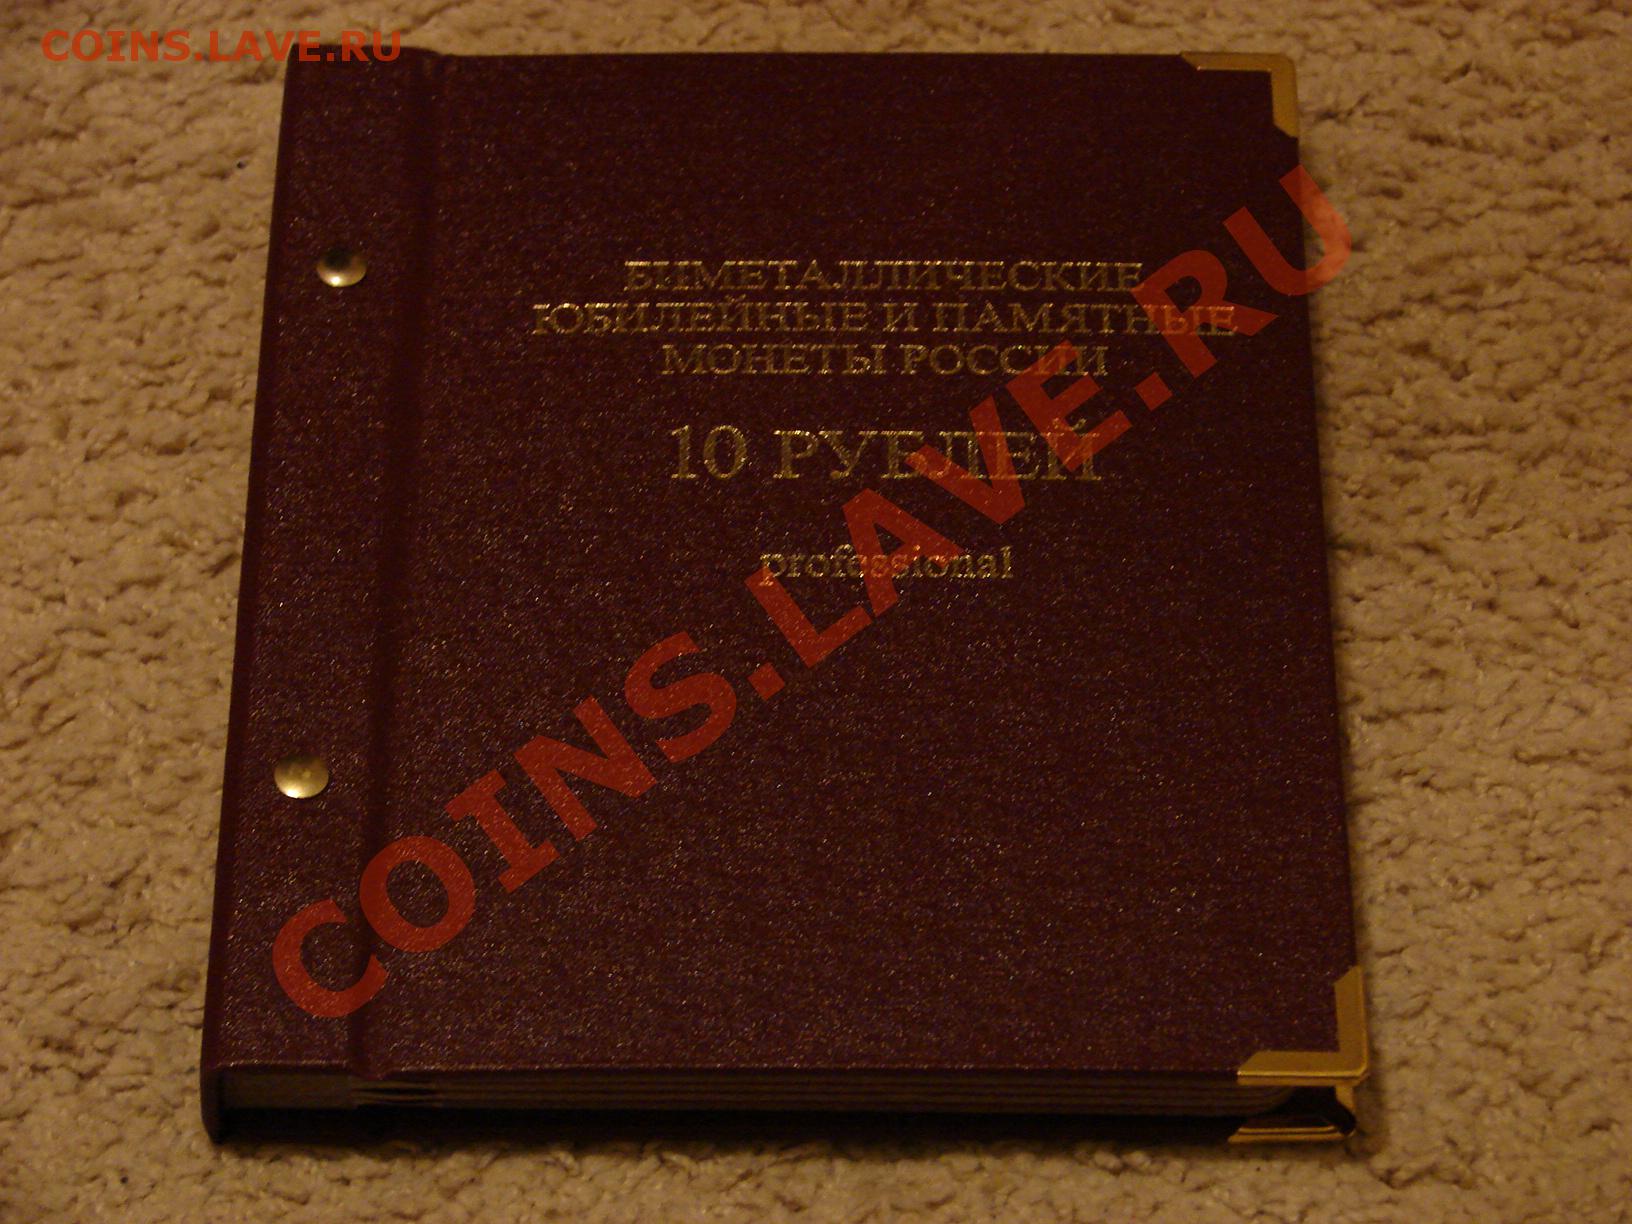 COINS.LAVE.RU
БИМЕТАЛЛИЧЕСКИЕ
ЮБИЛЕЙНЫЕ И ПАМЯТНЫЕ
МОНЕТЫ РОССИИ
10 РУБЛЕЙ
professional
COINS.LAVE.RU